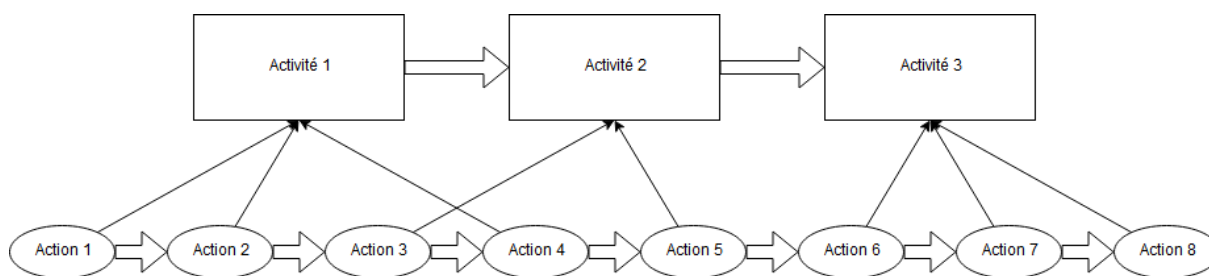 Activité 1
Activité 2
Activité 3
Action 1
Action 2
Action 3
Action 4
Action 5
Action 6
Action 7
Action 8